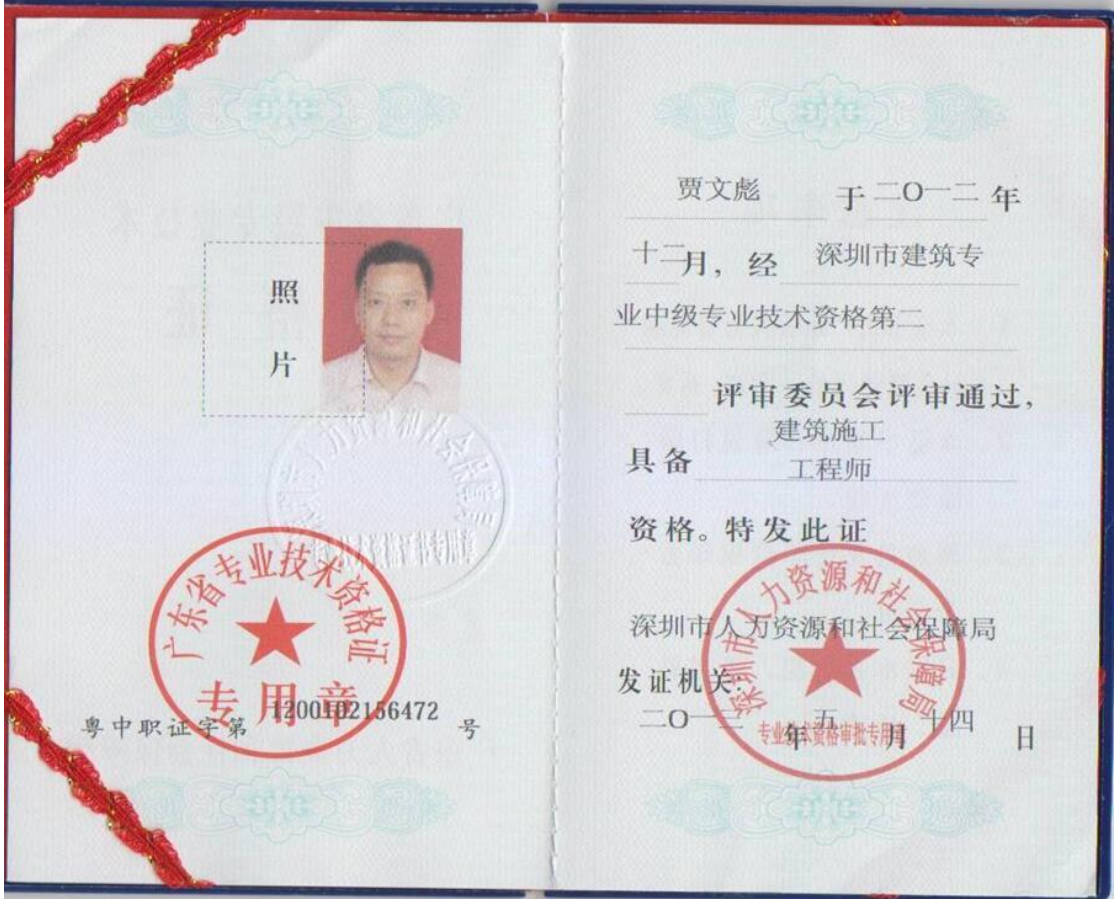 照
片
广东省专业技术资格证
专用章
粤中职证字第 1200102156472 号
贾文彪 于 二O一二 年
十二月，经 深圳市建筑专
业中级专业技术资格第二
评审委员会评审通过，
具备 建筑施工
工程师
资格。特发此证
深圳市人力资源和社会保障局
发证机关：
二O一三 年 五 月 十四 日
深圳市人力资源和社会保障局
专业技术资格审批专用章